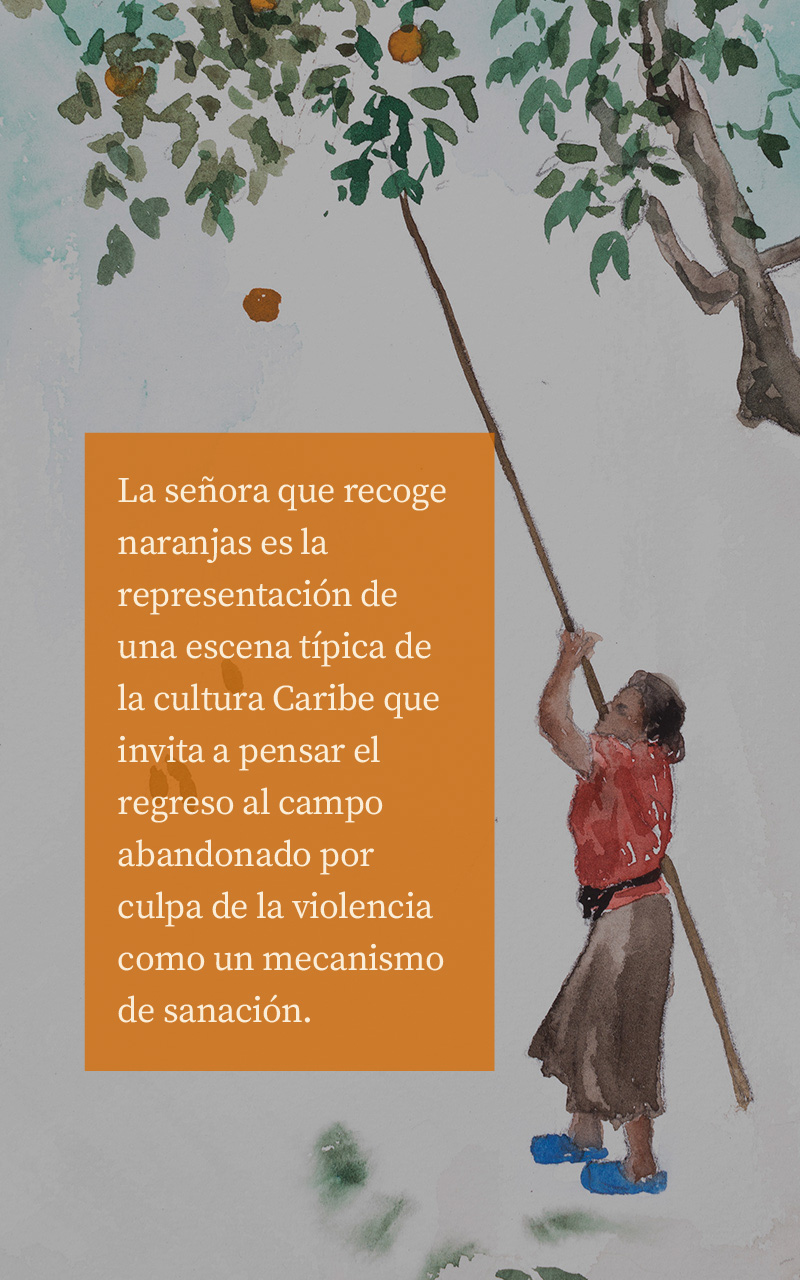 La señora que recoge
naranjas es la
representación de
una escena típica de
la cultura Caribe que
invita a pensar el
regreso al campo
abandonado por
culpa de la violencia
como un mecanismo
de sanación.